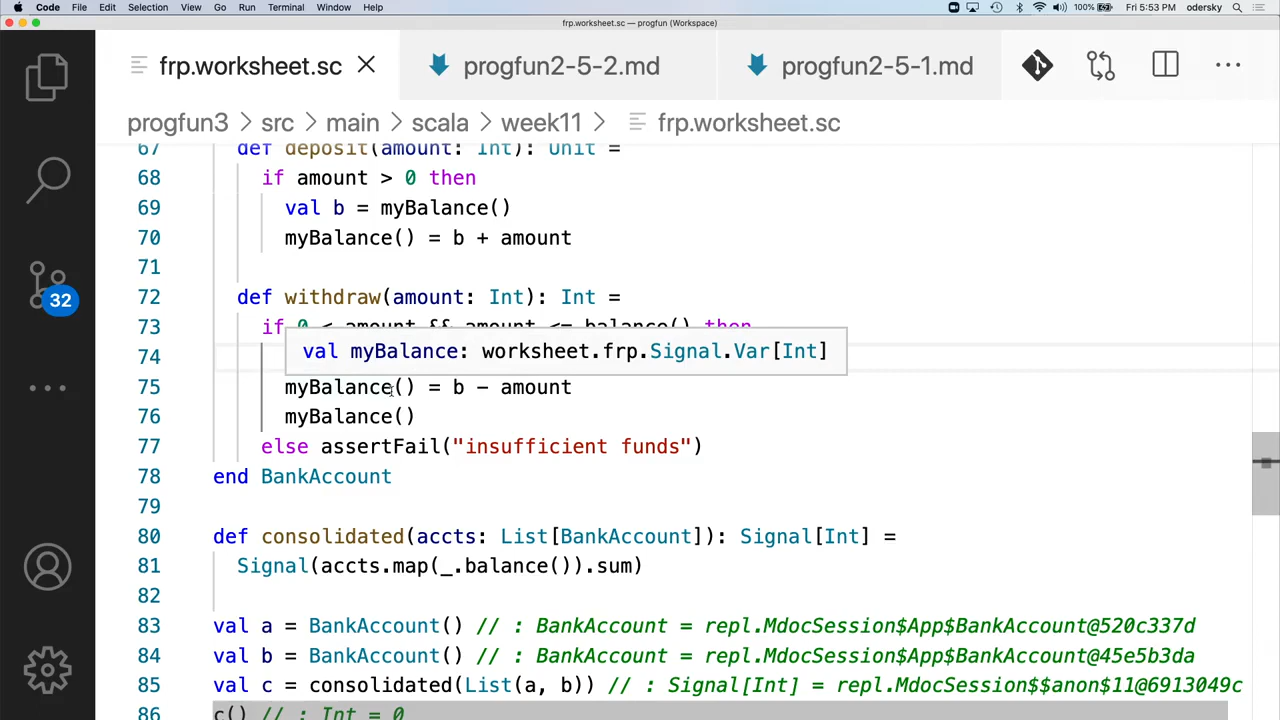 Code File Edit Selection View Go Run Terminal Window Help 100% Fri 5:53 PM odersky
frp.worksheet.sc — progfun (Workspace)
frp.worksheet.sc progfun2-5-2.md progfun2-5-1.md
progfun3 > src > main > scala > week11 > frp.worksheet.sc
67 def deposit(amount: Int): Unit =
68 if amount > 0 then
69 val b = myBalance()
70 myBalance() = b + amount
71
72 def withdraw(amount: Int): Int =
73 if 0 < amount && amount <= balance() then
val myBalance: worksheet.frp.Signal.Var[Int]
74
75 myBalance() = b - amount
76 myBalance()
77 else assertFail("insufficient funds")
78 end BankAccount
79
80 def consolidated(accts: List[BankAccount]): Signal[Int] =
81 Signal(accts.map(_.balance()).sum)
82
83 val a = BankAccount() // : BankAccount = repl.MdocSession$App$BankAccount@520c337d
84 val b = BankAccount() // : BankAccount = repl.MdocSession$App$BankAccount@45e5b3da
85 val c = consolidated(List(a, b)) // : Signal[Int] = repl.MdocSession$$anon$11@6913049c
86 c() // : Int = 0
32